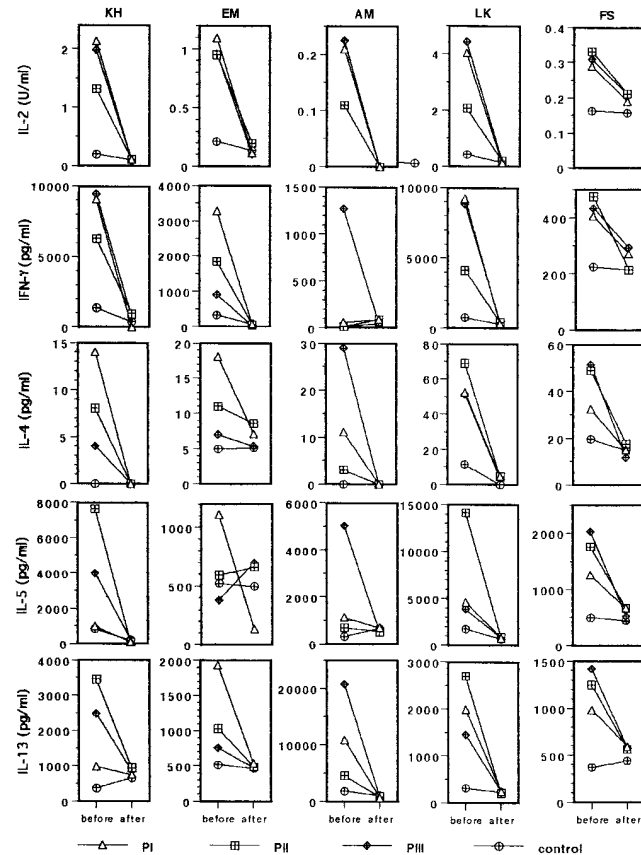 KH EM AM LK FS
IL-2 (U/ml)
2 1 0 1 0.5 0 0.2 0.1 0 4 2 0 0.4 0.3 0.2 0.1 0.0
IFN-γ (pg/ml)
10000 5000 0 4000 3000 2000 1000 0 1500 1000 500 100 0 10000 5000 0 400 200 0
IL-4 (pg/ml)
15 10 5 0 20 15 10 5 0 30 20 10 0 80 60 40 20 0 60 40 20 0
IL-5 (pg/ml)
8000 6000 4000 2000 0 1000 500 0 6000 4000 2000 0 15000 10000 5000 0 2000 1000 0
IL-13 (pg/ml)
4000 3000 2000 1000 0 2000 1500 1000 500 0 20000 10000 0 3000 2000 1000 0 1500 1000 500 0
before after before after before after before after before after
PI PII PIII control